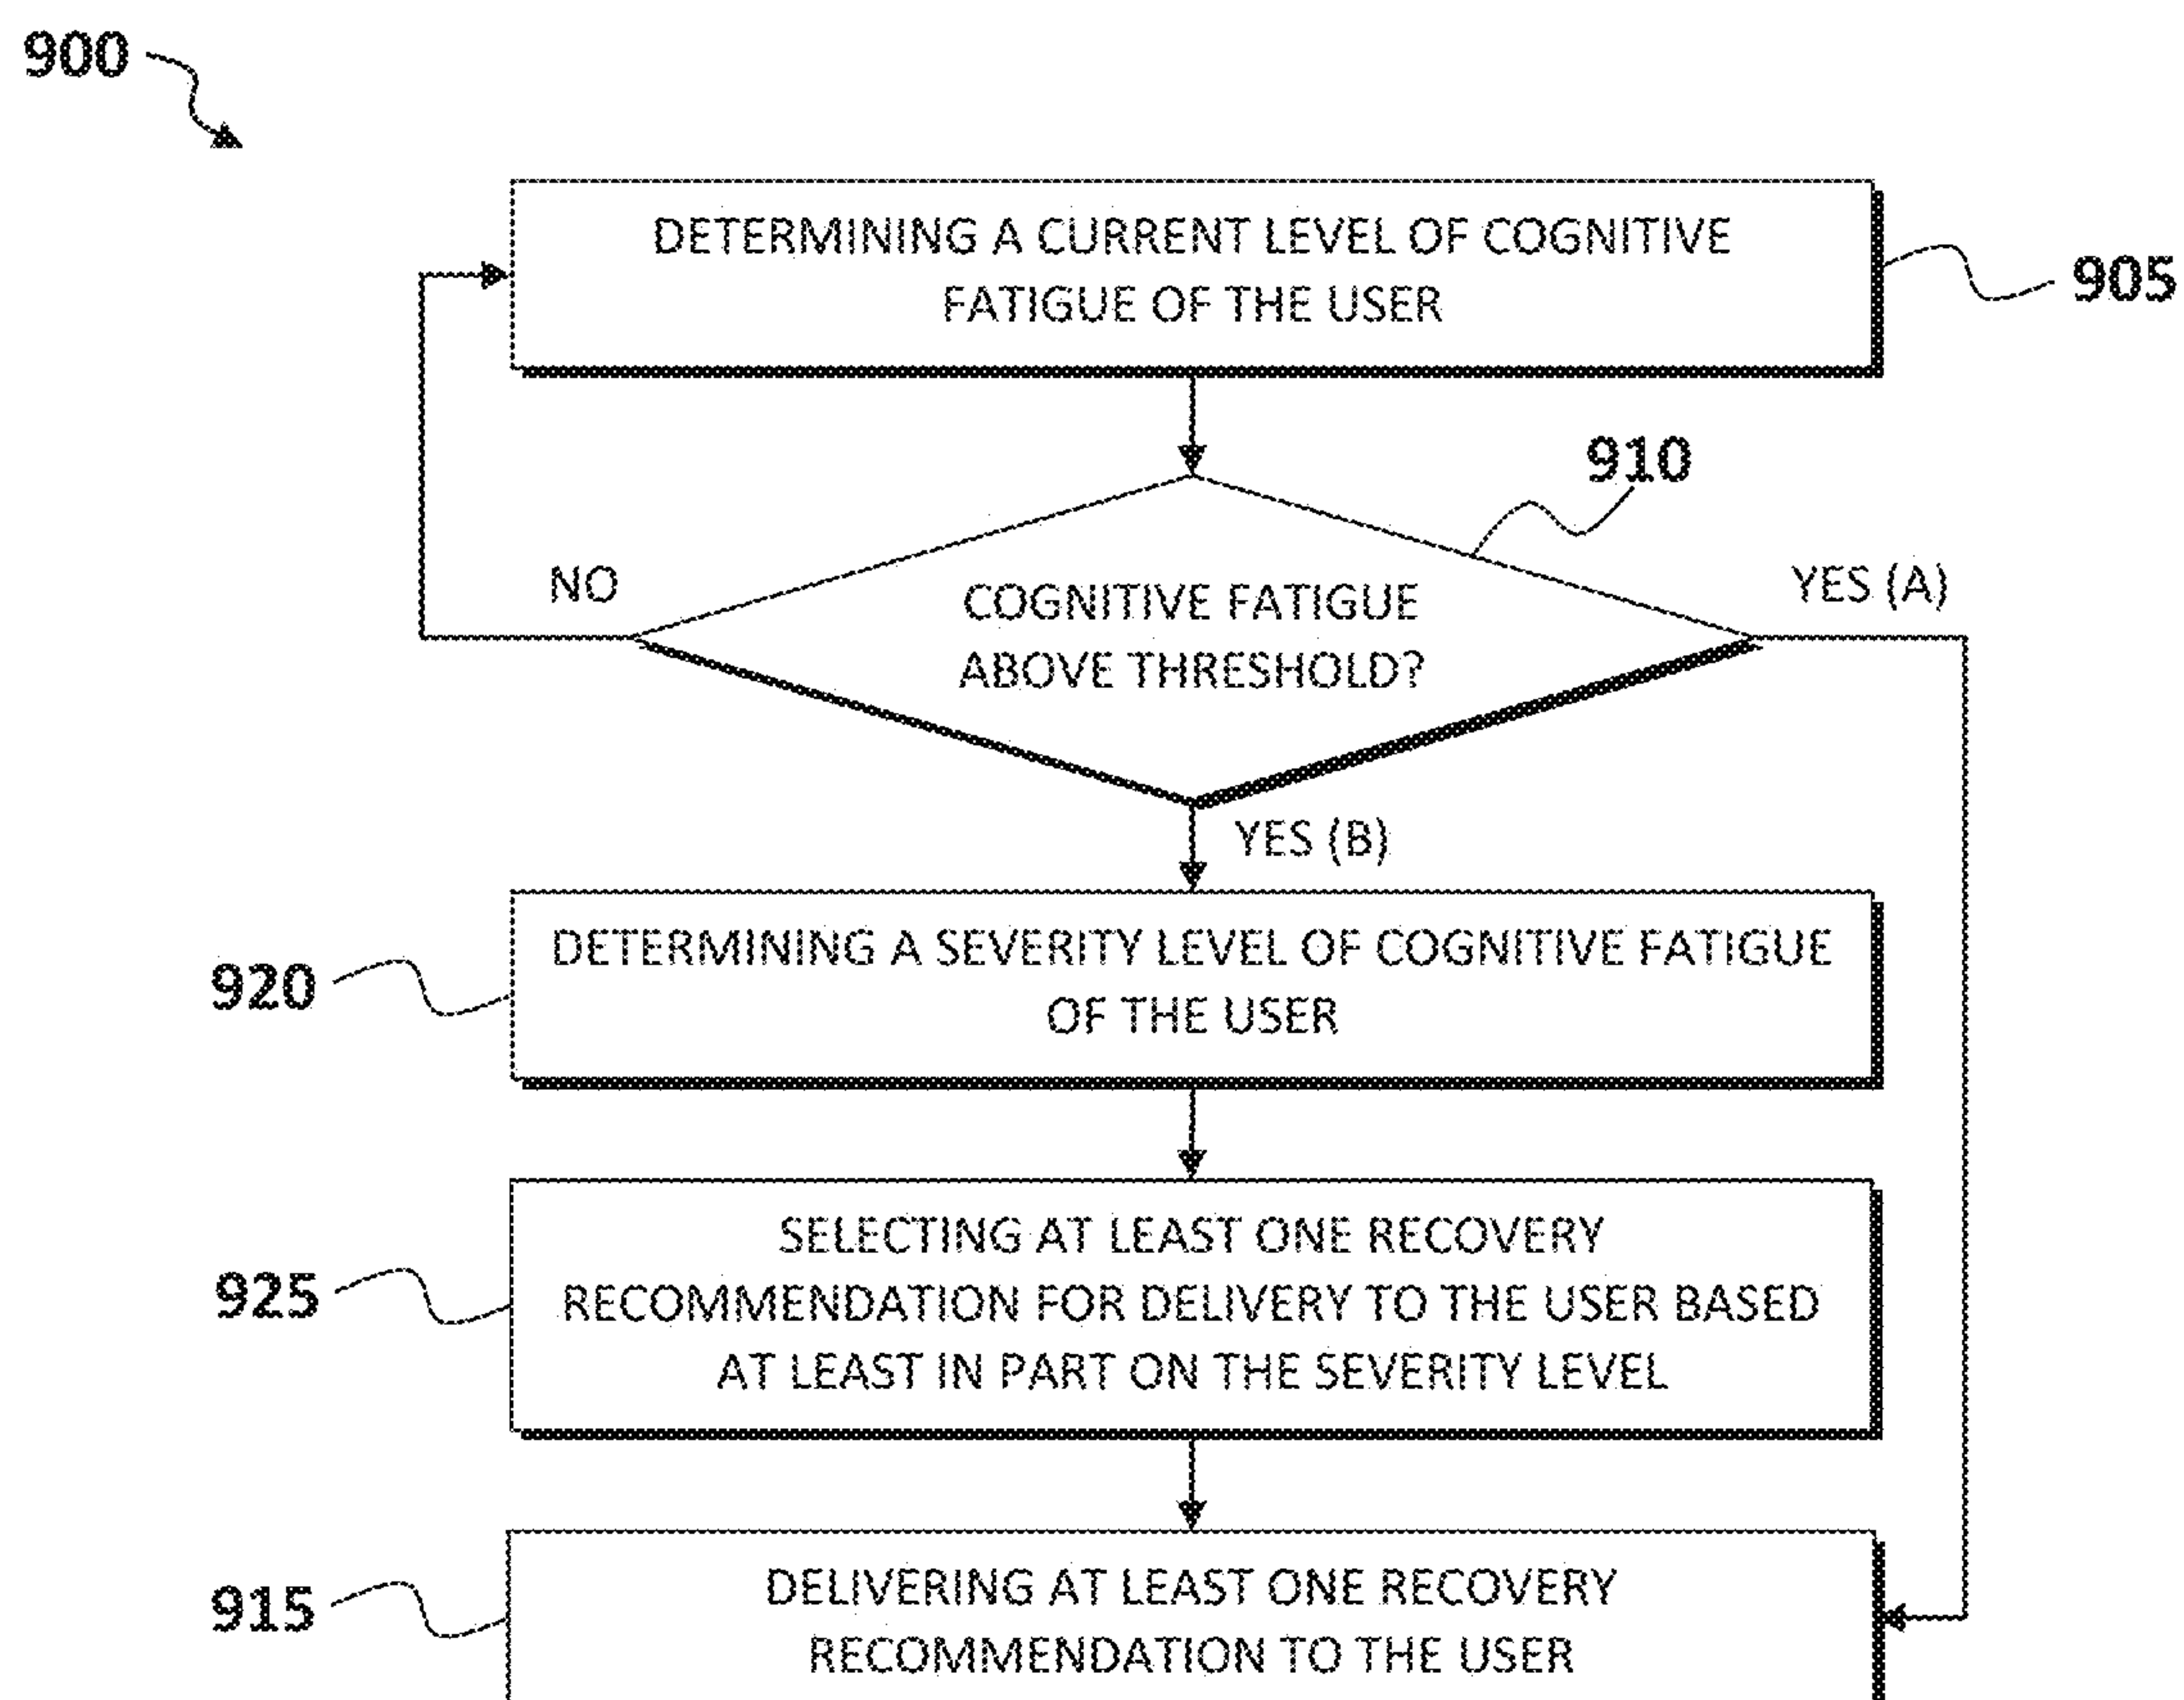 900
DETERMINING A CURRENT LEVEL OF COGNITIVE
FATIGUE OF THE USER
905
910
NO
COGNITIVE FATIGUE
ABOVE THRESHOLD?
YES (A)
YES (B)
920
DETERMINING A SEVERITY LEVEL OF COGNITIVE FATIGUE
OF THE USER
925
SELECTING AT LEAST ONE RECOVERY
RECOMMENDATION FOR DELIVERY TO THE USER BASED
AT LEAST IN PART ON THE SEVERITY LEVEL
915
DELIVERING AT LEAST ONE RECOVERY
RECOMMENDATION TO THE USER